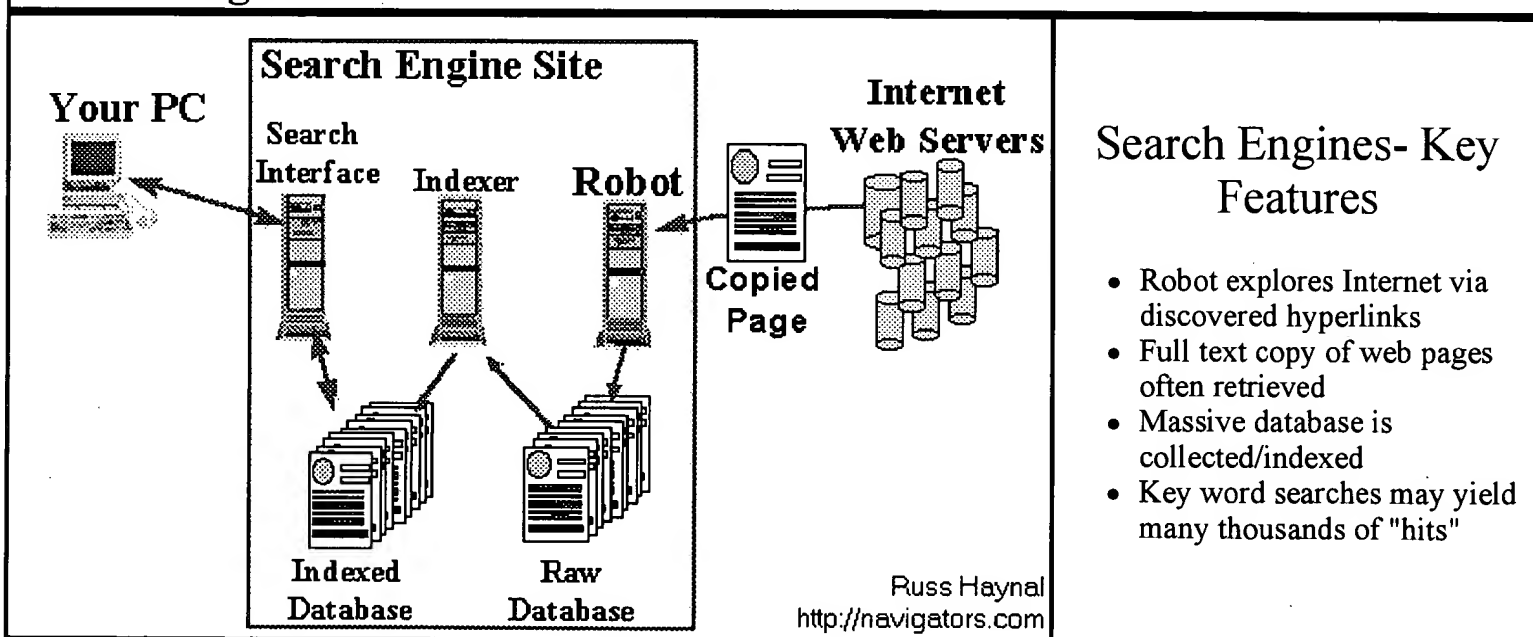 Search Engine Site
Your PC
Search
Interface
Indexer
Robot
Internet
Web Servers
Copied
Page
Indexed
Database
Raw
Database
Russ Haynal
http://navigators.com
Search Engines- Key
Features
• Robot explores Internet via
discovered hyperlinks
• Full text copy of web pages
often retrieved
• Massive database is
collected/indexed
• Key word searches may yield
many thousands of "hits"